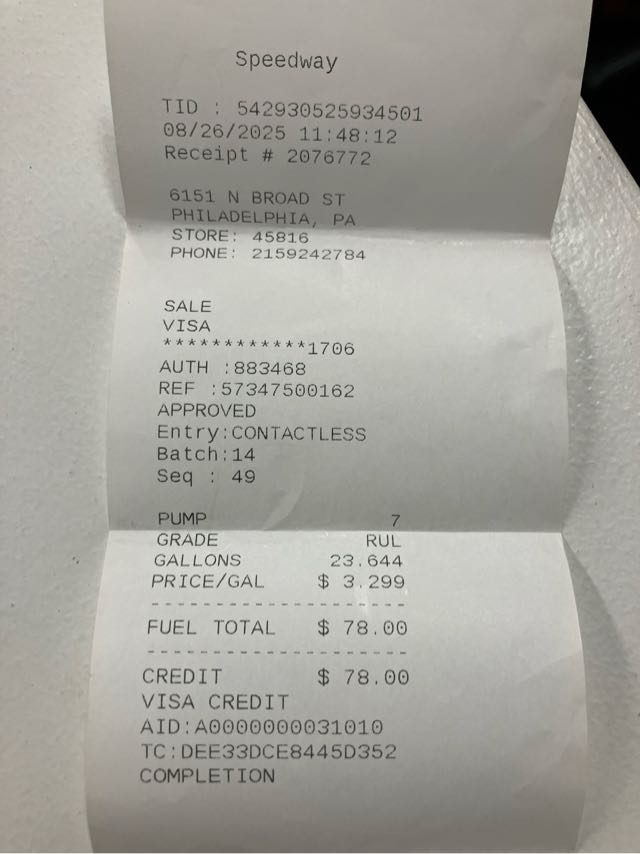 Speedway
TID : 542930525934501
08/26/2025 11:48:12
Receipt # 2076772
6151 N BROAD ST
PHILADELPHIA, PA
STORE: 45816
PHONE: 2159242784
SALE
VISA
************1706
AUTH :883468
REF :57347500162
APPROVED
Entry:CONTACTLESS
Batch:14
Seq : 49
PUMP 7
GRADE RUL
GALLONS 23.644
PRICE/GAL $ 3.299
--------------------
FUEL TOTAL $ 78.00
--------------------
CREDIT $ 78.00
VISA CREDIT
AID:A0000000031010
TC:DEE33DCE8445D352
COMPLETION